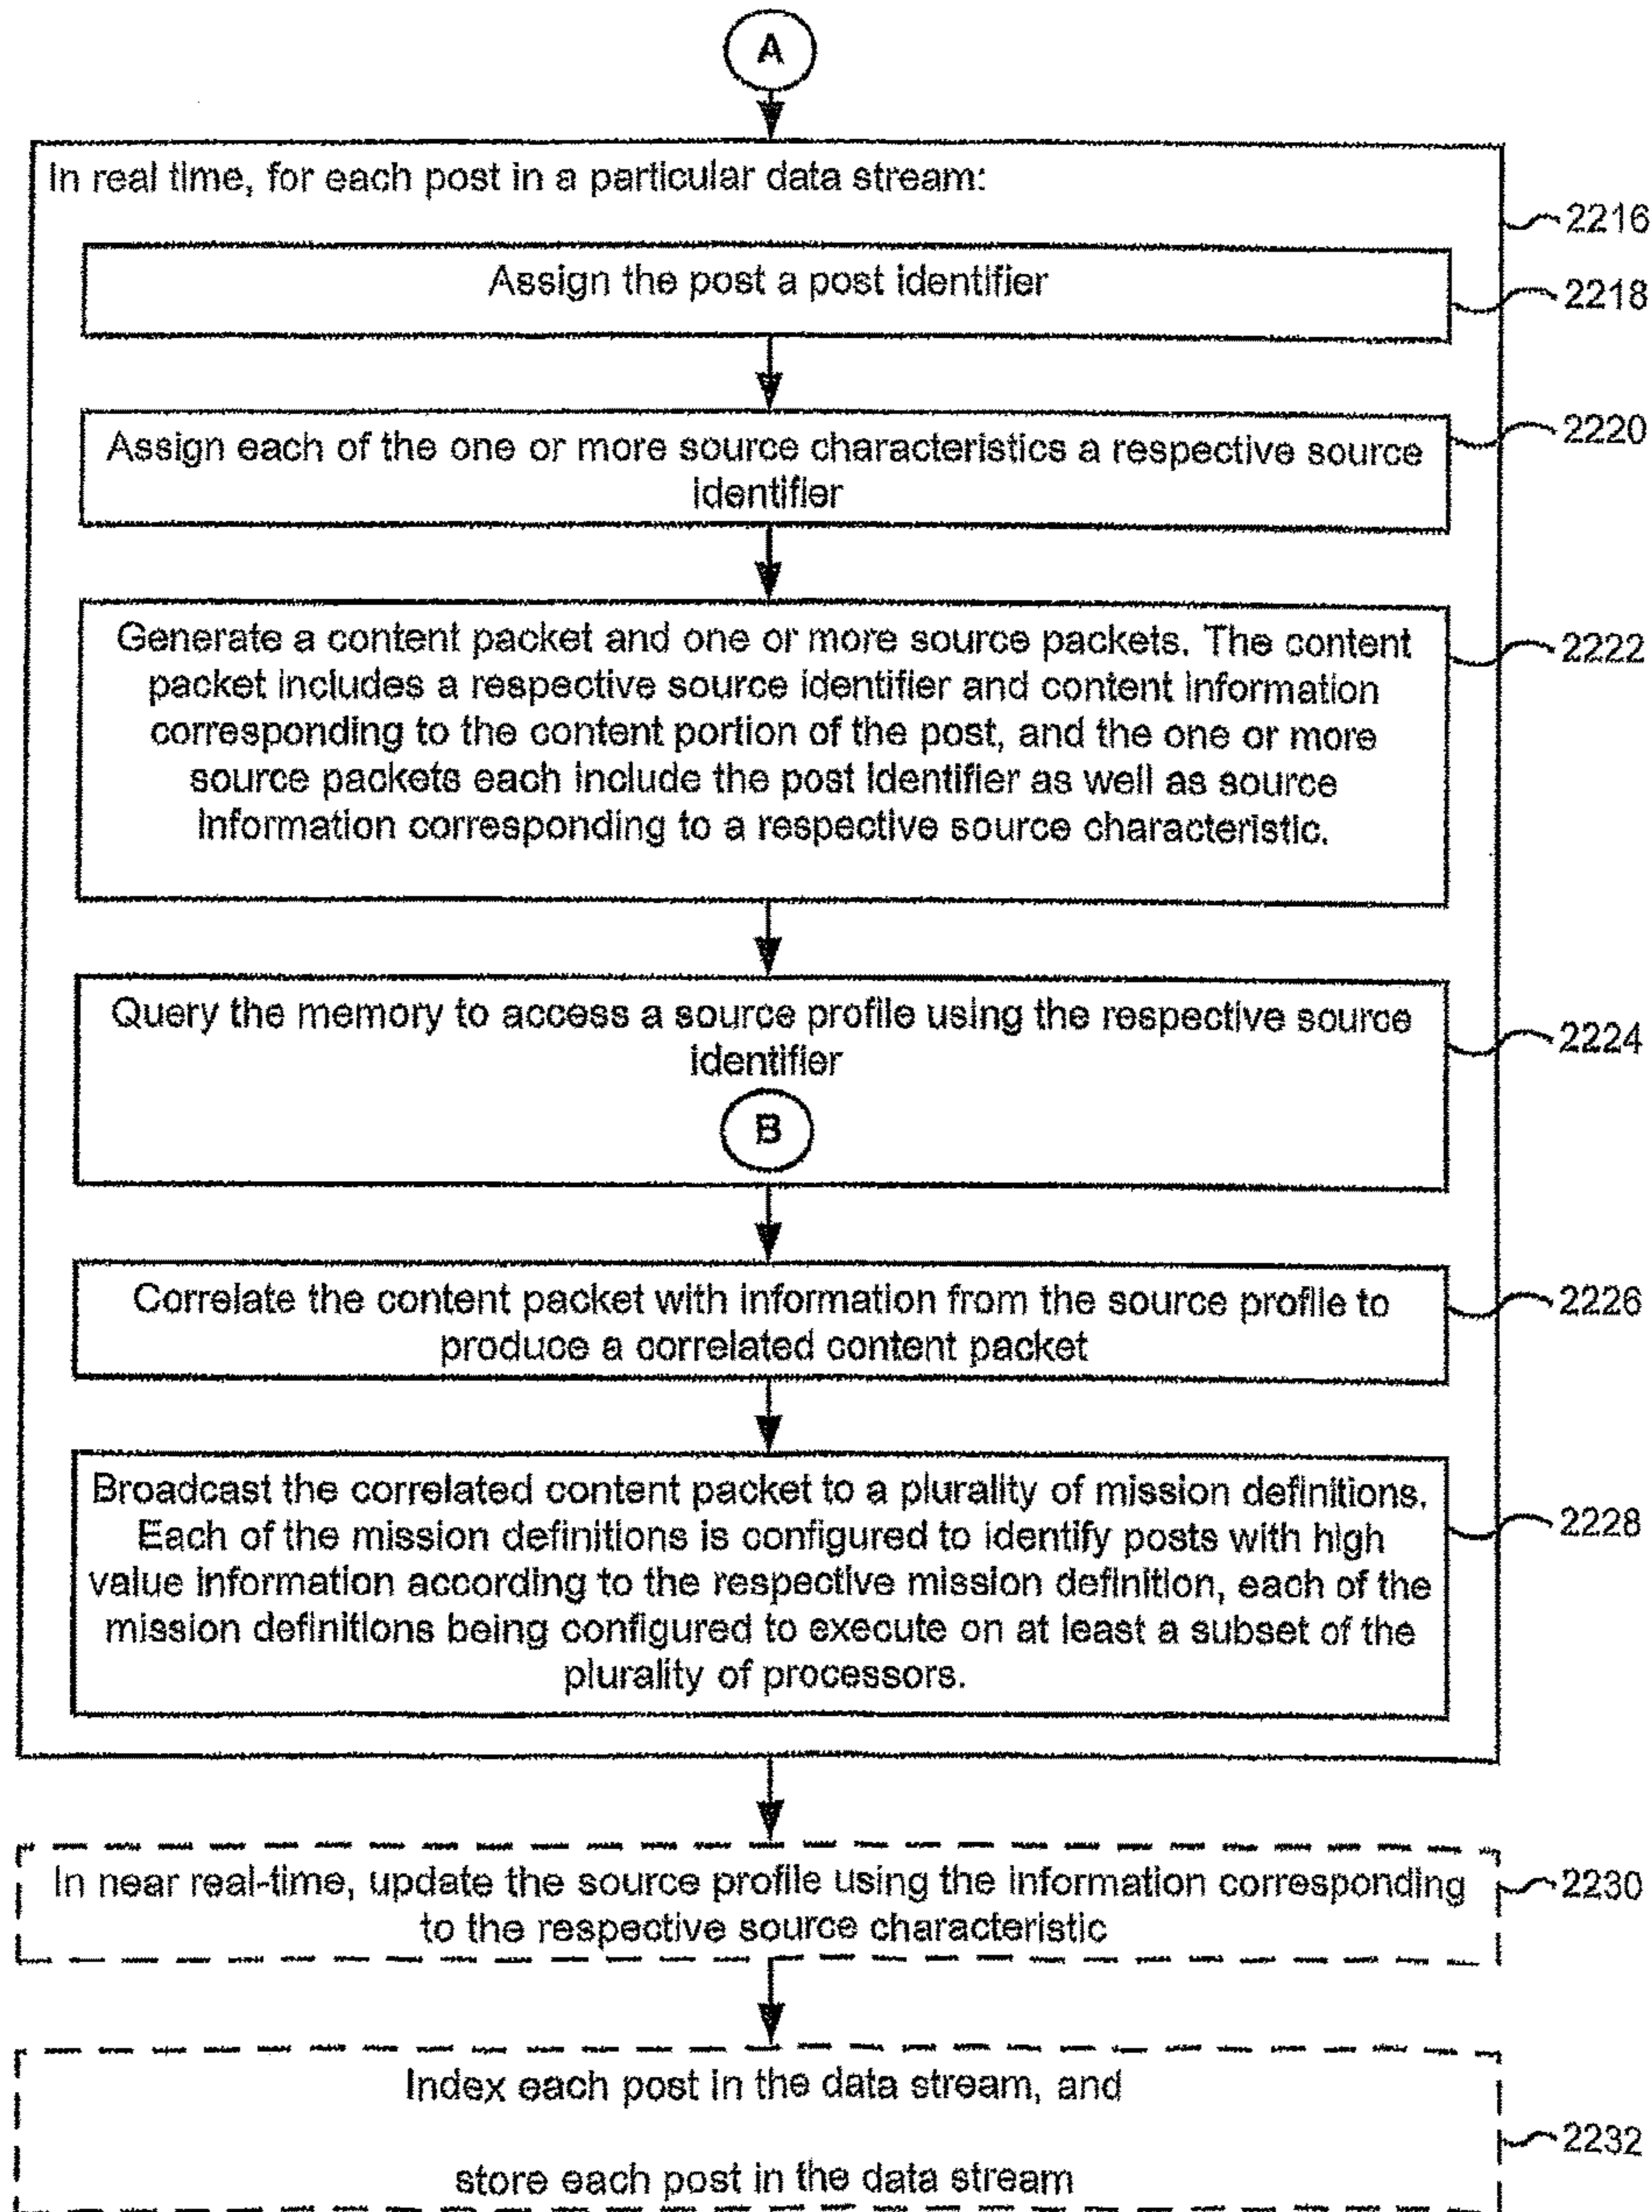 A
In real time, for each post in a particular data stream:
2216
Assign the post a post identifier
2218
Assign each of the one or more source characteristics a respective source
identifier
2220
Generate a content packet and one or more source packets. The content
packet includes a respective source identifier and content information
corresponding to the content portion of the post, and the one or more
source packets each include the post identifier as well as source
information corresponding to a respective source characteristic.
2222
Query the memory to access a source profile using the respective source
identifier
2224
B
Correlate the content packet with information from the source profile to
produce a correlated content packet
2226
Broadcast the correlated content packet to a plurality of mission definitions.
Each of the mission definitions is configured to identify posts with high
value information according to the respective mission definition, each of the
mission definitions being configured to execute on at least a subset of the
plurality of processors.
2228
In near real-time, update the source profile using the information corresponding
to the respective source characteristic
2230
Index each post in the data stream, and
store each post in the data stream
2232